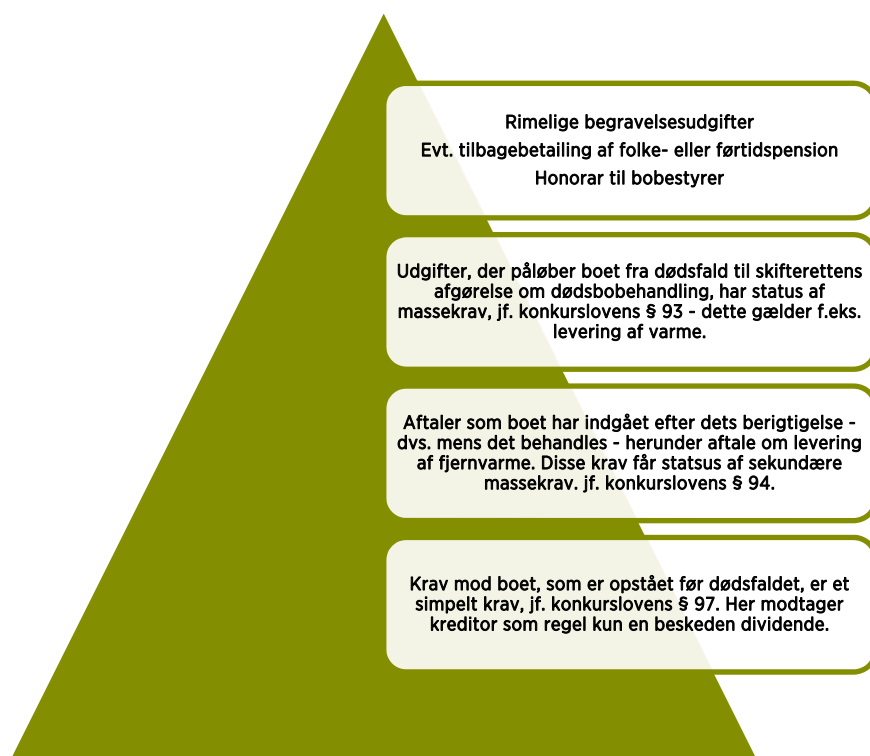 Rimelige begravelsesudgifter
Evt. tilbagebetailing af folke- eller førtidspension
Honorar til bobestyrer
Udgifter, der påløber boet fra dødsfald til skifterettens
afgørelse om dødsbobehandling, har status af
massekrav, jf. konkurslovens § 93 - dette gælder f.eks.
levering af varme.
Aftaler som boet har indgået efter dets berigtigelse -
dvs. mens det behandles - herunder aftale om levering
af fjernvarme. Disse krav får statsus af sekundære
massekrav. jf. konkurslovens § 94.
Krav mod boet, som er opstået før dødsfaldet, er et
simpelt krav, jf. konkurslovens § 97. Her modtager
kreditor som regel kun en beskeden dividende.